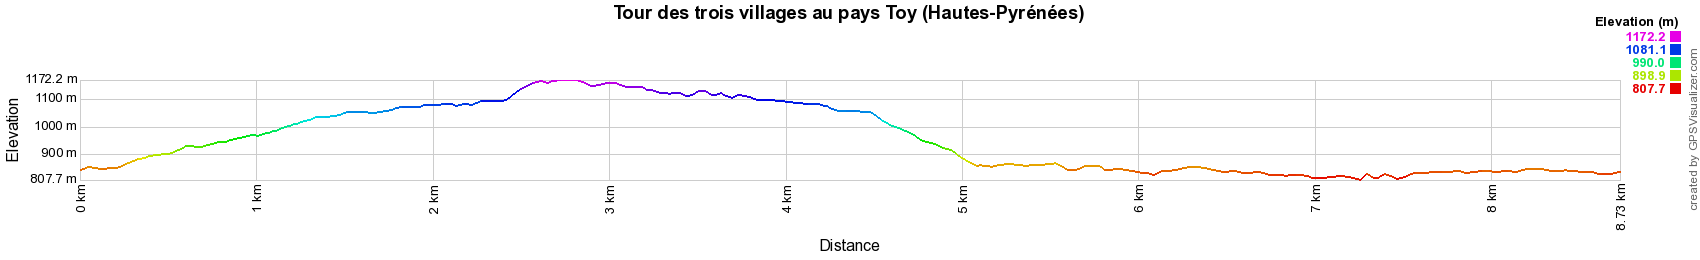 Tour des trois villages au pays Toy (Hautes-Pyrénées)
Elevation (m)
1172.2
1081.1
990.0
898.9
807.7
Elevation
1172.2 m
1100 m
1000 m
900 m
807.7 m
0 km
1 km
2 km
3 km
4 km
5 km
6 km
7 km
8 km
8.73 km
Distance
created by GPSVisualizer.com